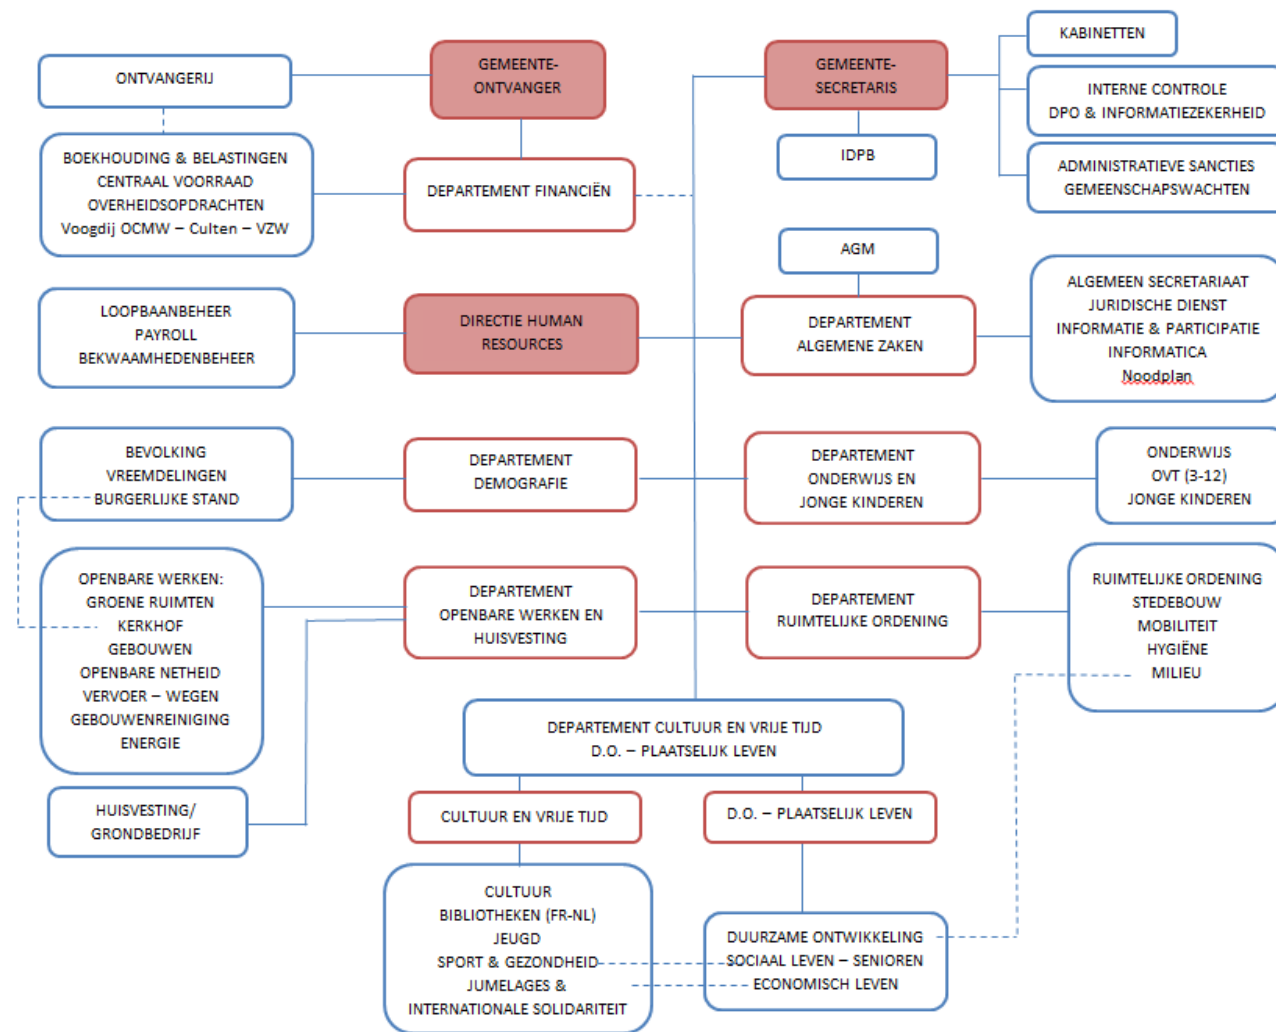 KABINETTEN
ONTVANGERIJ
GEMEENTE-
ONTVANGER
GEMEENTE-
SECRETARIS
INTERNE CONTROLE
DPO & INFORMATIEZEKERHEID
BOEKHOUDING & BELASTINGEN
CENTRAAL VOORRAAD
OVERHEIDSOPDRACHTEN
Voogdij OCMW – Culten – VZW
DEPARTEMENT FINANCIËN
IDPB
ADMINISTRATIEVE SANCTIES
GEMEENSCHAPSWACHTEN
AGM
LOOPBAANBEHEER
PAYROLL
BEKWAAMHEDENBEHEER
DIRECTIE HUMAN
RESOURCES
DEPARTEMENT
ALGEMENE ZAKEN
ALGEMEEN SECRETARIAAT
JURIDISCHE DIENST
INFORMATIE & PARTICIPATIE
INFORMATICA
Noodplan
BEVOLKING
VREEMDELINGEN
BURGERLIJKE STAND
DEPARTEMENT
DEMOGRAFIE
DEPARTEMENT
ONDERWIJS EN
JONGE KINDEREN
ONDERWIJS
OVT (3-12)
JONGE KINDEREN
OPENBARE WERKEN:
GROENE RUIMTEN
KERKHOF
GEBOUWEN
OPENBARE NETHEID
VERVOER – WEGEN
GEBOUWENREINIGING
ENERGIE
DEPARTEMENT
OPENBARE WERKEN EN
HUISVESTING
DEPARTEMENT
RUIMTELIJKE ORDENING
RUIMTELIJKE ORDENING
STEDEBOUW
MOBILITEIT
HYGIËNE
MILIEU
DEPARTEMENT CULTUUR EN VRIJE TIJD
D.O. – PLAATSELIJK LEVEN
HUISVESTING/
GRONDBEDRIJF
CULTUUR EN VRIJE TIJD
D.O. – PLAATSELIJK LEVEN
CULTUUR
BIBLIOTHEKEN (FR-NL)
JEUGD
SPORT & GEZONDHEID
JUMELAGES &
INTERNATIONALE SOLIDARITEIT
DUURZAME ONTWIKKELING
SOCIAAL LEVEN – SENIOREN
ECONOMISCH LEVEN